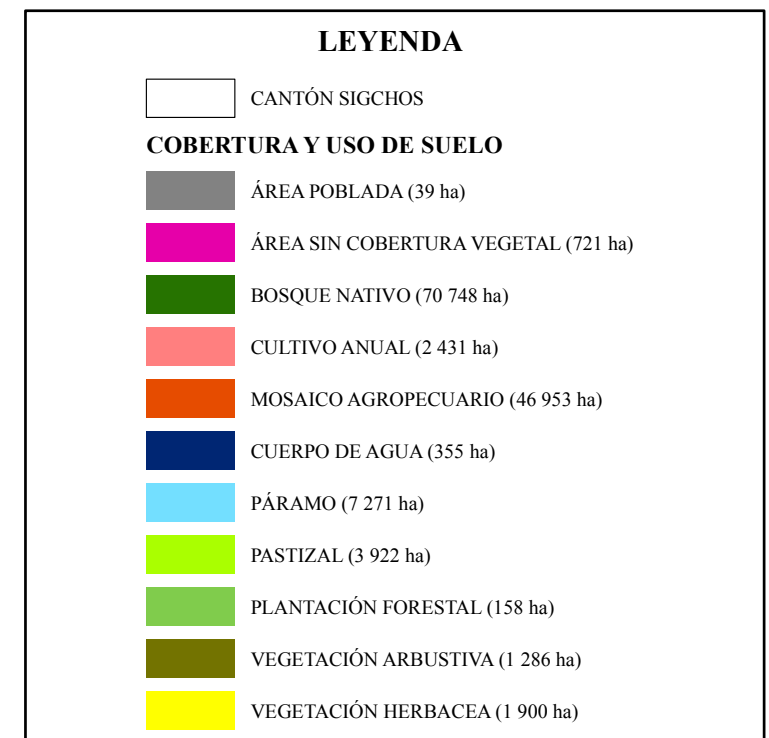 LEYENDA
CANTÓN SIGCHOS
COBERTURA Y USO DE SUELO
ÁREA POBLADA (39 ha)
ÁREA SIN COBERTURA VEGETAL (721 ha)
BOSQUE NATIVO (70 748 ha)
CULTIVO ANUAL (2 431 ha)
MOSAICO AGROPECUARIO (46 953 ha)
CUERPO DE AGUA (355 ha)
PÁRAMO (7 271 ha)
PASTIZAL (3 922 ha)
PLANTACIÓN FORESTAL (158 ha)
VEGETACIÓN ARBUSTIVA (1 286 ha)
VEGETACIÓN HERBACEA (1 900 ha)